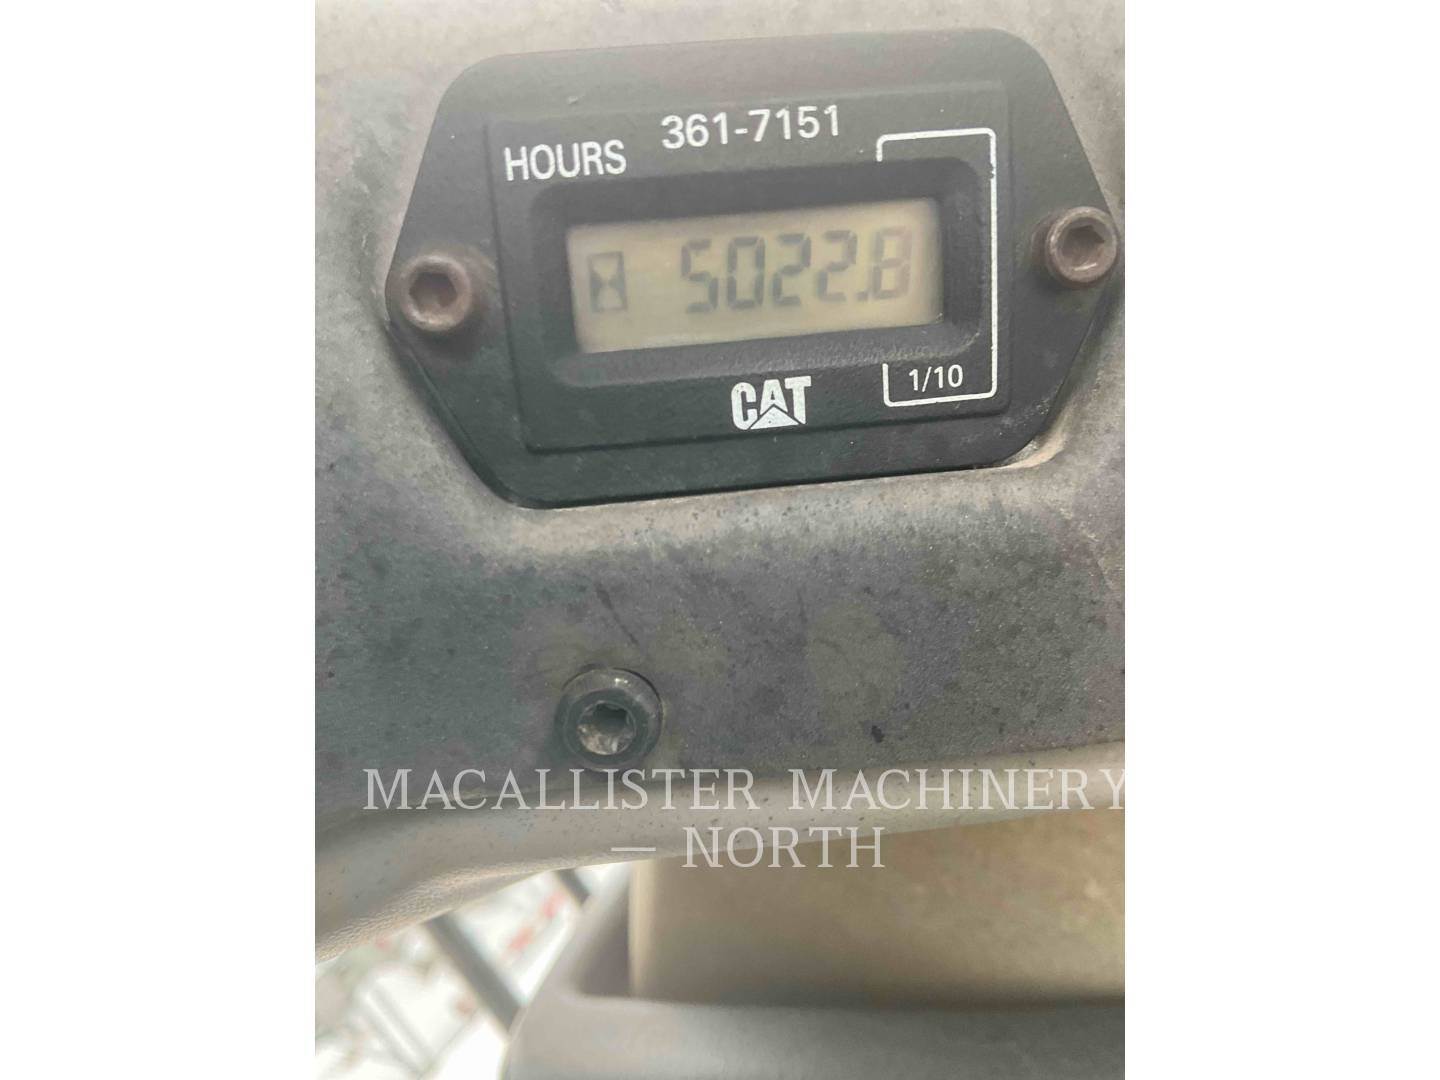 361-7151
HOURS
5022.8
CAT
1/10
MACALLISTER MACHINERY
— NORTH